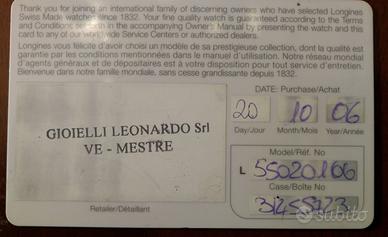 Thank you for joining an international family of discerning owners who have selected Longines
Swiss Made watches since 1832. Your fine quality watch is guaranteed according to the Terms
and Conditions set out in the accompanying Owner's Manual by presenting the watch and this
card to any of our worldwide Service Centers or authorized dealers.
Longines vous félicite d'avoir choisi un modèle de sa prestigieuse collection, dont la qualité est
garantie par les conditions mentionnées dans le manuel d'utilisation. Notre réseau mondial
d'agents généraux et de dépositaires est à votre disposition pour tout service d'entretien.
Bienvenue dans notre famille mondiale, sans cesse grandissante depuis 1832.
DATE: Purchase/Achat
20 10 06
Day/Jour Month/Mois Year/Année
GIOIELLI LEONARDO Srl
VE - MESTRE
Model/Réf. No
L 55020166
Case/Boîte No
Retailer/Détaillant
subito